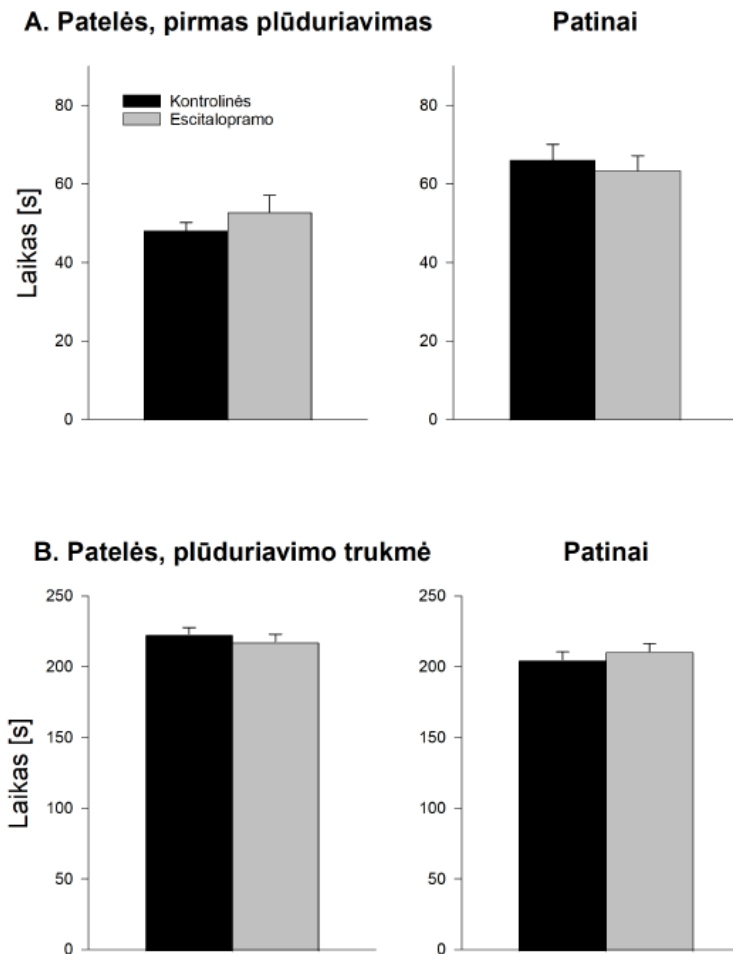 A. Patelės, pirmas plūduriavimas
Patinai
Kontrolinės
Escitalopramo
Laikas [s]
80
60
40
20
0
80
60
40
20
0
B. Patelės, plūduriavimo trukmė
Patinai
Laikas [s]
250
200
150
100
50
0
250
200
150
100
50
0